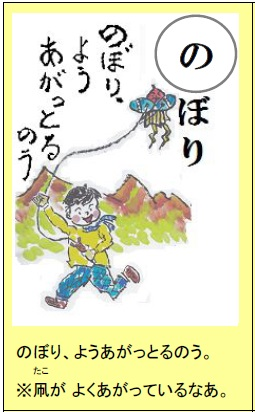 のぼり
のぼり、
よう
あがっとる
のう
のぼり、ようあがっとるのう。
たこ
※凧が よくあがっているなあ。